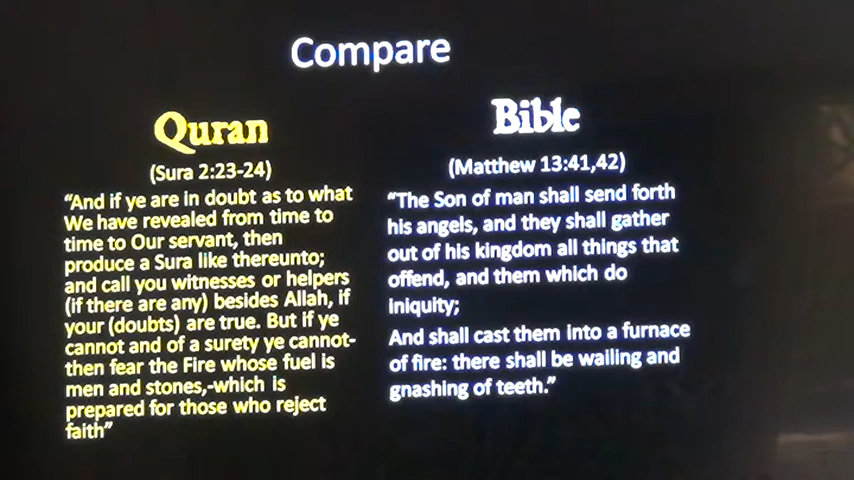 Compare
Quran
(Sura 2:23-24)
“And if ye are in doubt as to what
We have revealed from time to
time to Our servant, then
produce a Sura like thereunto;
and call you witnesses or helpers
(if there are any) besides Allah, if
your (doubts) are true. But if ye
cannot and of a surety ye cannot-
then fear the Fire whose fuel is
men and stones,-which is
prepared for those who reject
faith”
Bible
(Matthew 13:41,42)
“The Son of man shall send forth
his angels, and they shall gather
out of his kingdom all things that
offend, and them which do
iniquity;
And shall cast them into a furnace
of fire: there shall be wailing and
gnashing of teeth.”